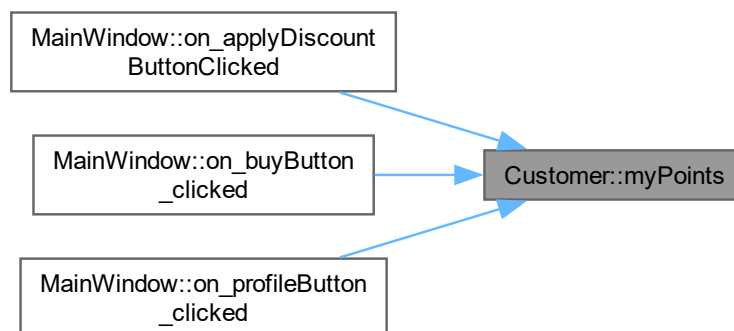 MainWindow::on_applyDiscount
ButtonClicked
MainWindow::on_buyButton
_clicked
Customer::myPoints
MainWindow::on_profileButton
_clicked